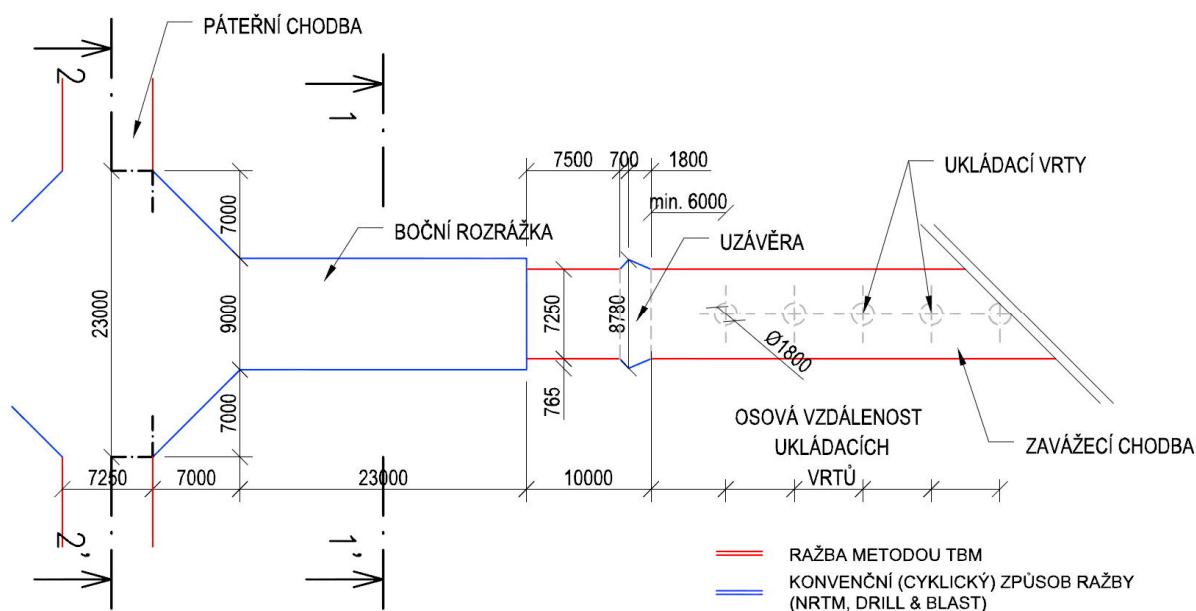 PÁTEŘNÍ CHODBA
2
1
7500
700
1800
UKLÁDACÍ VRTY
min. 6000
7000
BOČNÍ ROZRÁŽKA
UZÁVĚRA
23000
9000
7250
8780
Ø1800
765
7000
OSOVÁ VZDÁLENOST
UKLÁDACÍCH
VRTŮ
ZAVÁŽECÍ CHODBA
7250
7000
23000
10000
2'
1'
RAŽBA METODOU TBM
KONVENČNÍ (CYKLICKÝ) ZPŮSOB RAŽBY
(NRTM, DRILL & BLAST)